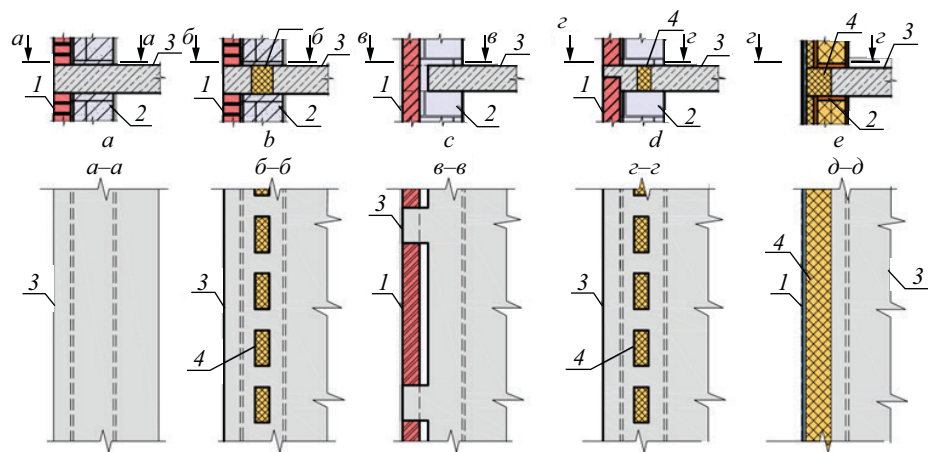 а а 3 б б 3 в в 3 г 4 г 3 г 4 г 3
1 2 1 2 1 2 1 2 2
a b c d e
а–а б–б в–в г–г д–д
3 3 4 3 1 3 4 4 1 3